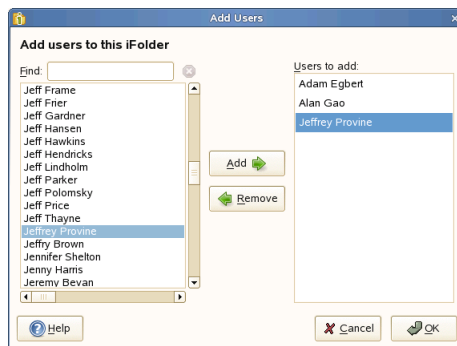 Add Users
Add users to this iFolder
Find:
Jeff Frame
Jeff Frier
Jeff Gardner
Jeff Hansen
Jeff Hawkins
Jeff Hendricks
Jeff Lindholm
Jeff Parker
Jeff Polomsky
Jeff Price
Jeff Thayne
Jeffrey Provine
Jeffry Brown
Jennifer Shelton
Jenny Harris
Jeremy Bevan
Add
Remove
Users to add:
Adam Egbert
Alan Gao
Jeffrey Provine
Help
Cancel
OK